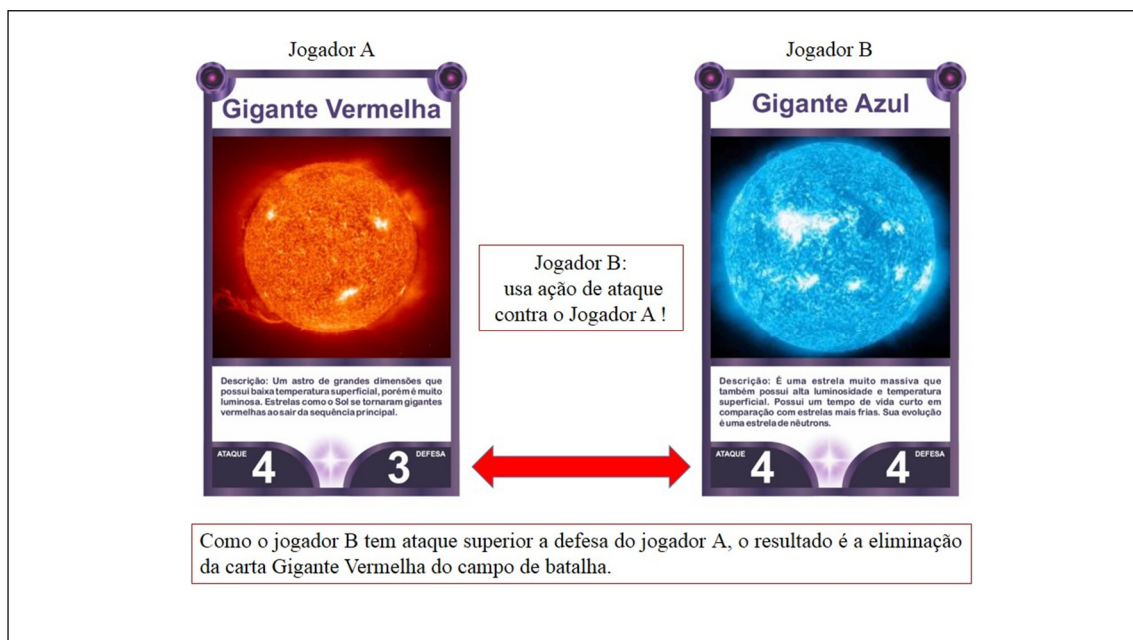 Jogador A
Jogador B
Gigante Vermelha
Gigante Azul
Jogador B:
usa ação de ataque
contra o Jogador A !
Descrição: Um astro de grandes dimensões que
possui baixa temperatura superficial, porém é muito
luminosa. Estrelas como o Sol se tornaram gigantes
vermelhas ao sair da sequência principal.
ATAQUE
4
3
DEFESA
Descrição: É uma estrela muito massiva que
também possui alta luminosidade e temperatura
superficial. Possui um tempo de vida curto em
comparação com estrelas mais frias. Sua evolução
é uma estrela de nêutrons.
ATAQUE
4
4
DEFESA
Como o jogador B tem ataque superior a defesa do jogador A, o resultado é a eliminação
da carta Gigante Vermelha do campo de batalha.